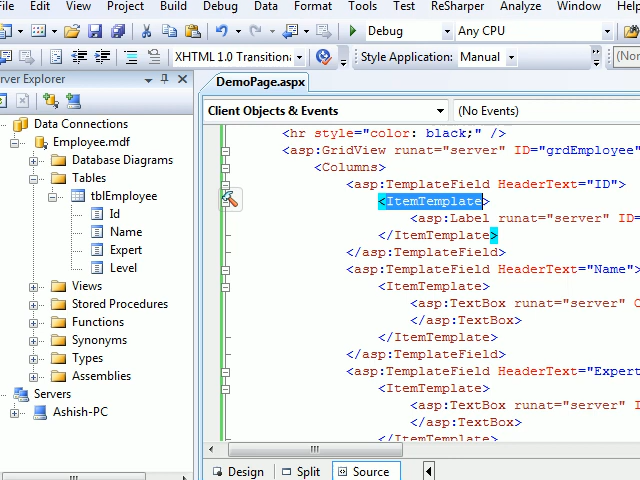 File Edit View Project Build Debug Data Format Tools Test ReSharper Analyze Window Help
Debug Any CPU
XHTML 1.0 Transition Style Application: Manual (Non
Server Explorer
Data Connections
Employee.mdf
Database Diagrams
Tables
tblEmployee
Id
Name
Expert
Level
Views
Stored Procedures
Functions
Synonyms
Types
Assemblies
Servers
Ashish-PC
DemoPage.aspx
Client Objects & Events (No Events)
<hr style="color: black;" />
<asp:GridView runat="server" ID="grdEmployee"
<Columns>
<asp:TemplateField HeaderText="ID">
<ItemTemplate>
<asp:Label runat="server" ID=
</ItemTemplate>
</asp:TemplateField>
<asp:TemplateField HeaderText="Name">
<ItemTemplate>
<asp:TextBox runat="server"
</asp:TextBox>
</ItemTemplate>
</asp:TemplateField>
<asp:TemplateField HeaderText="Expert
<ItemTemplate>
<asp:TextBox runat="server" I
</asp:TextBox>
</ItemTemplate>
Design Split Source